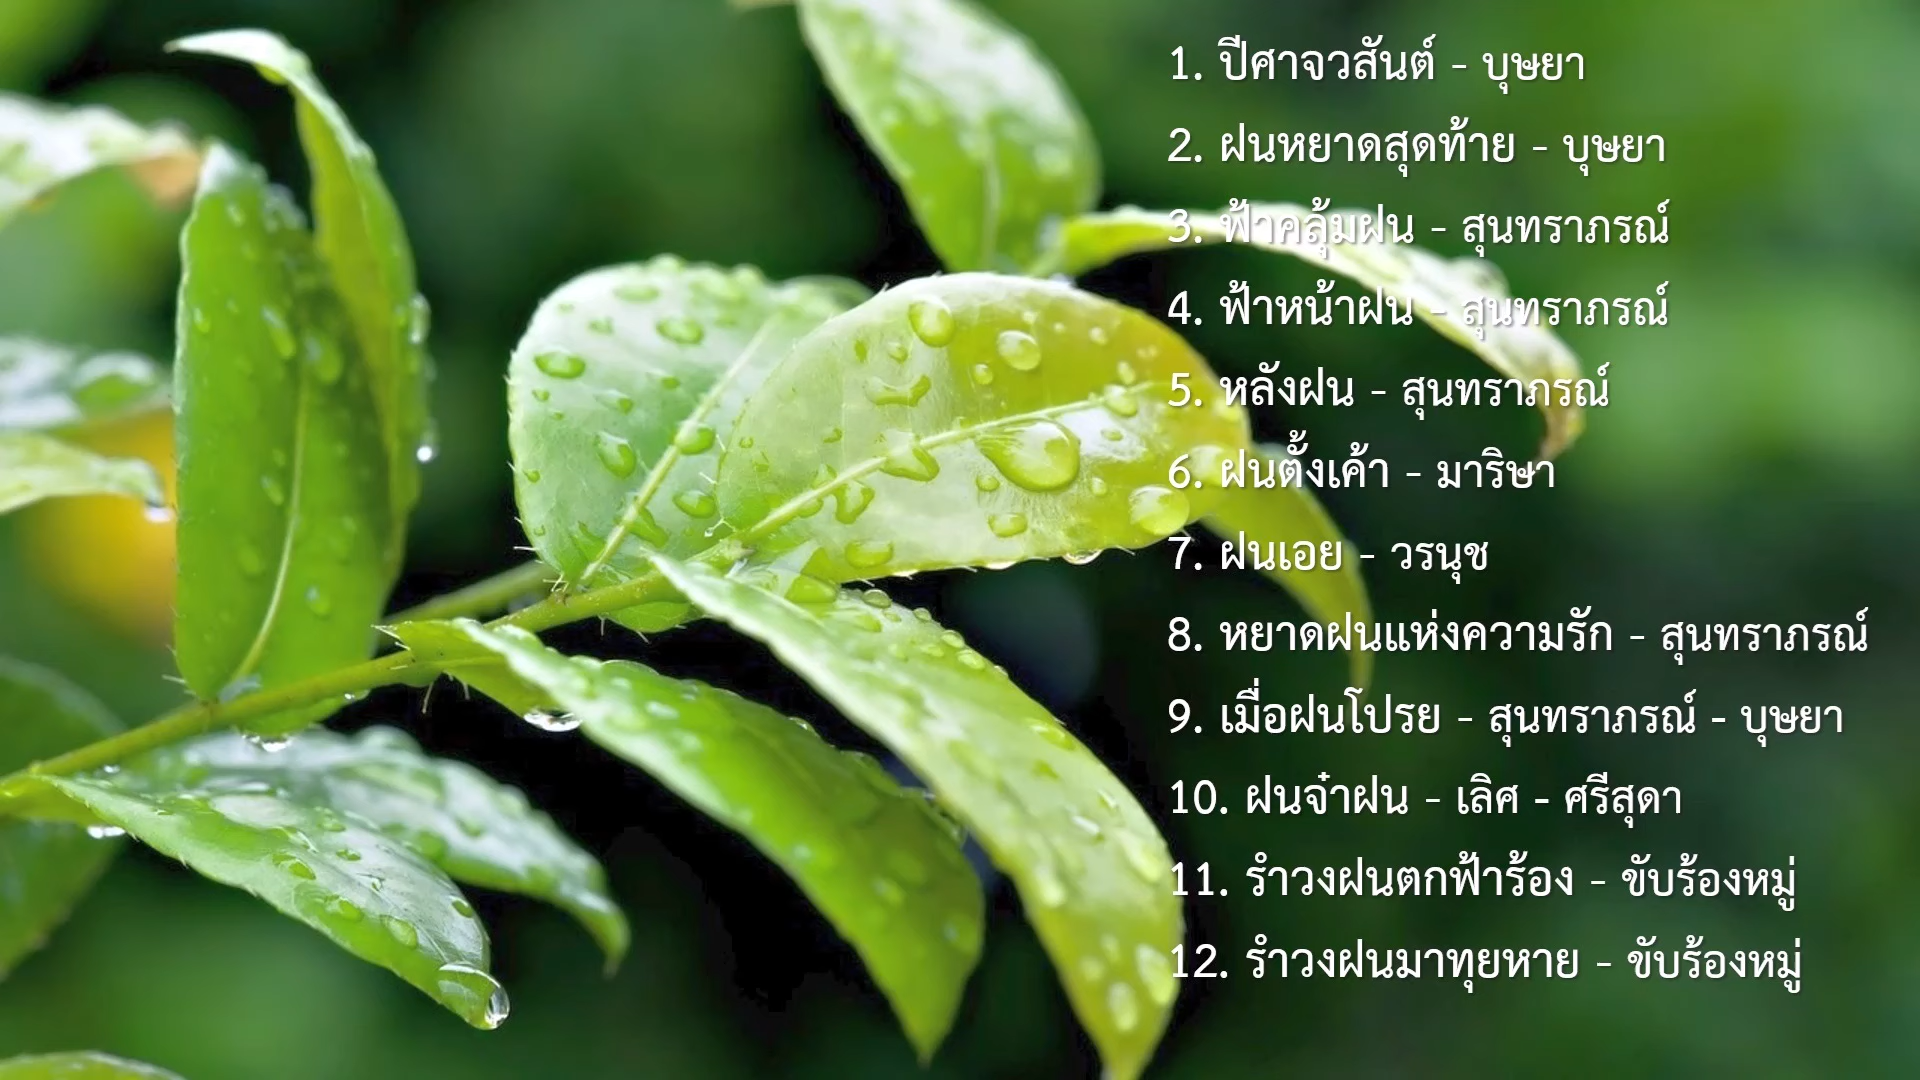 1. ปีศาจวสันต์ - บุษยา
2. ฝนหยาดสุดท้าย - บุษยา
3. ฟ้าคลุ้มฝน - สุนทราภรณ์
4. ฟ้าหน้าฝน - สุนทราภรณ์
5. หลังฝน - สุนทราภรณ์
6. ฝนตั้งเค้า - มาริษา
7. ฝนเอย - วรนุช
8. หยาดฝนแห่งความรัก - สุนทราภรณ์
9. เมื่อฝนโปรย - สุนทราภรณ์ - บุษยา
10. ฝนจ๋าฝน - เลิศ - ศรีสุดา
11. รำวงฝนตกฟ้าร้อง - ขับร้องหมู่
12. รำวงฝนมาทุยหาย - ขับร้องหมู่